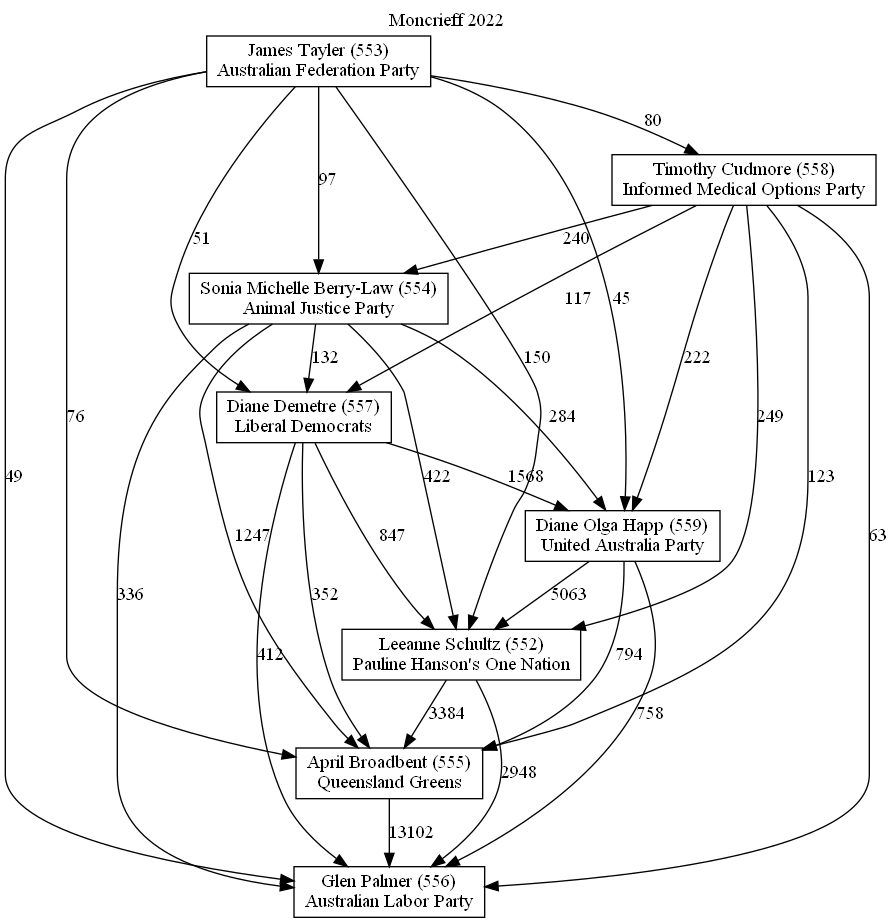 Moncrieff 2022
James Tayler (553)
Australian Federation Party
80
Timothy Cudmore (558)
Informed Medical Options Party
97
51
240
Sonia Michelle Berry-Law (554)
Animal Justice Party
117
45
132
150
222
Diane Demetre (557)
Liberal Democrats
76
284
249
49
422
1568
123
Diane Olga Happ (559)
United Australia Party
1247
847
63
336
352
5063
Leeanne Schultz (552)
Pauline Hanson's One Nation
412
794
3384
758
April Broadbent (555)
Queensland Greens
2948
13102
Glen Palmer (556)
Australian Labor Party